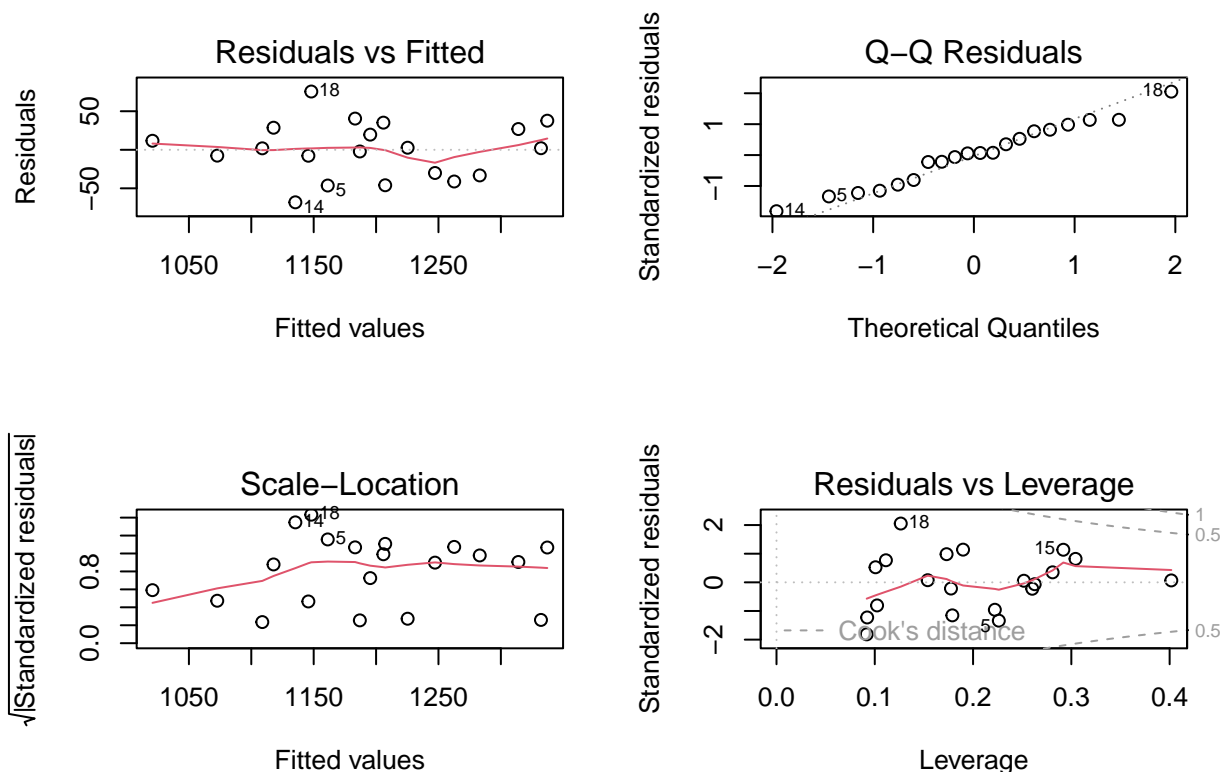 Residuals vs Fitted
Residuals
50
−50
18
5
14
1050 1150 1250
Fitted values
Q−Q Residuals
Standardized residuals
1
−1
18
5
14
−2 −1 0 1 2
Theoretical Quantiles
Scale−Location
√|Standardized residuals|
0.8
0.0
18
14
5
1050 1150 1250
Fitted values
Residuals vs Leverage
Standardized residuals
2
0
−2
18
15
5
Cook's distance
1
0.5
0.5
0.0 0.1 0.2 0.3 0.4
Leverage